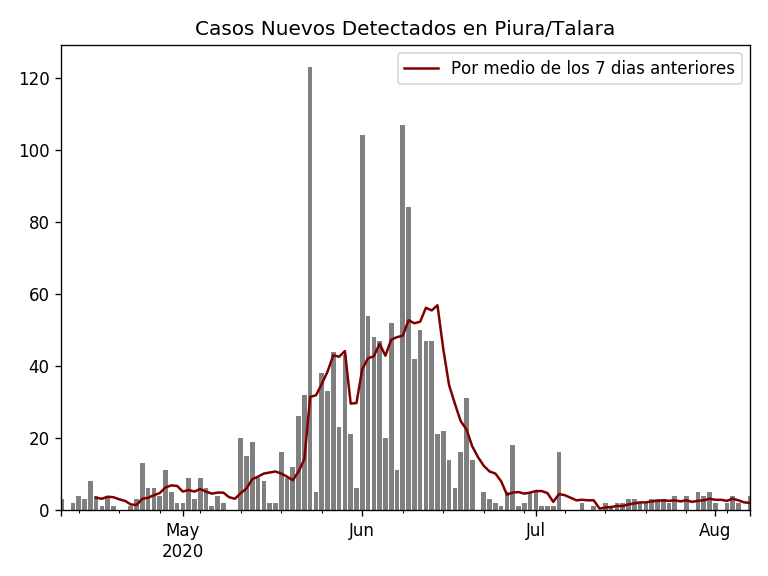 Casos Nuevos Detectados en Piura/Talara
Por medio de los 7 dias anteriores
120
100
80
60
40
20
0
May
2020
Jun
Jul
Aug